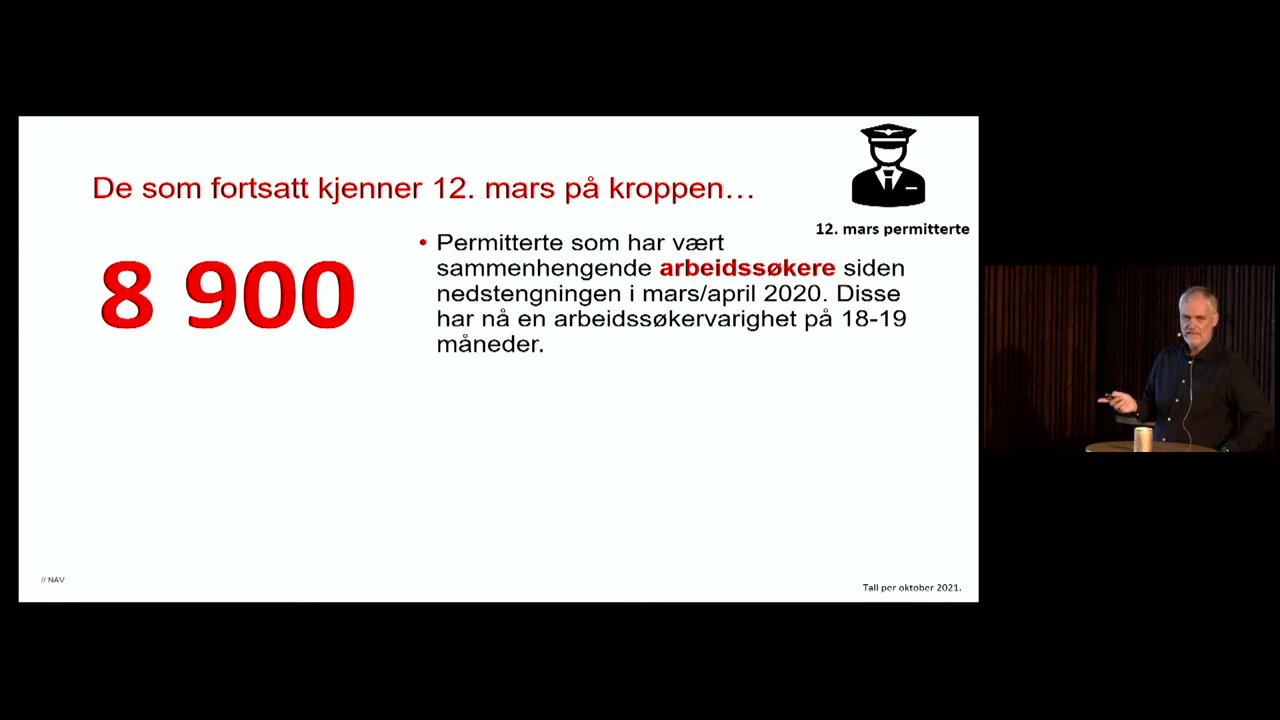 De som fortsatt kjenner 12. mars på kroppen…
12. mars permitterte
8 900
• Permitterte som har vært
sammenhengende arbeidssøkere siden
nedstengningen i mars/april 2020. Disse
har nå en arbeidssøkervarighet på 18-19
måneder.
// NAV
Tall per oktober 2021.